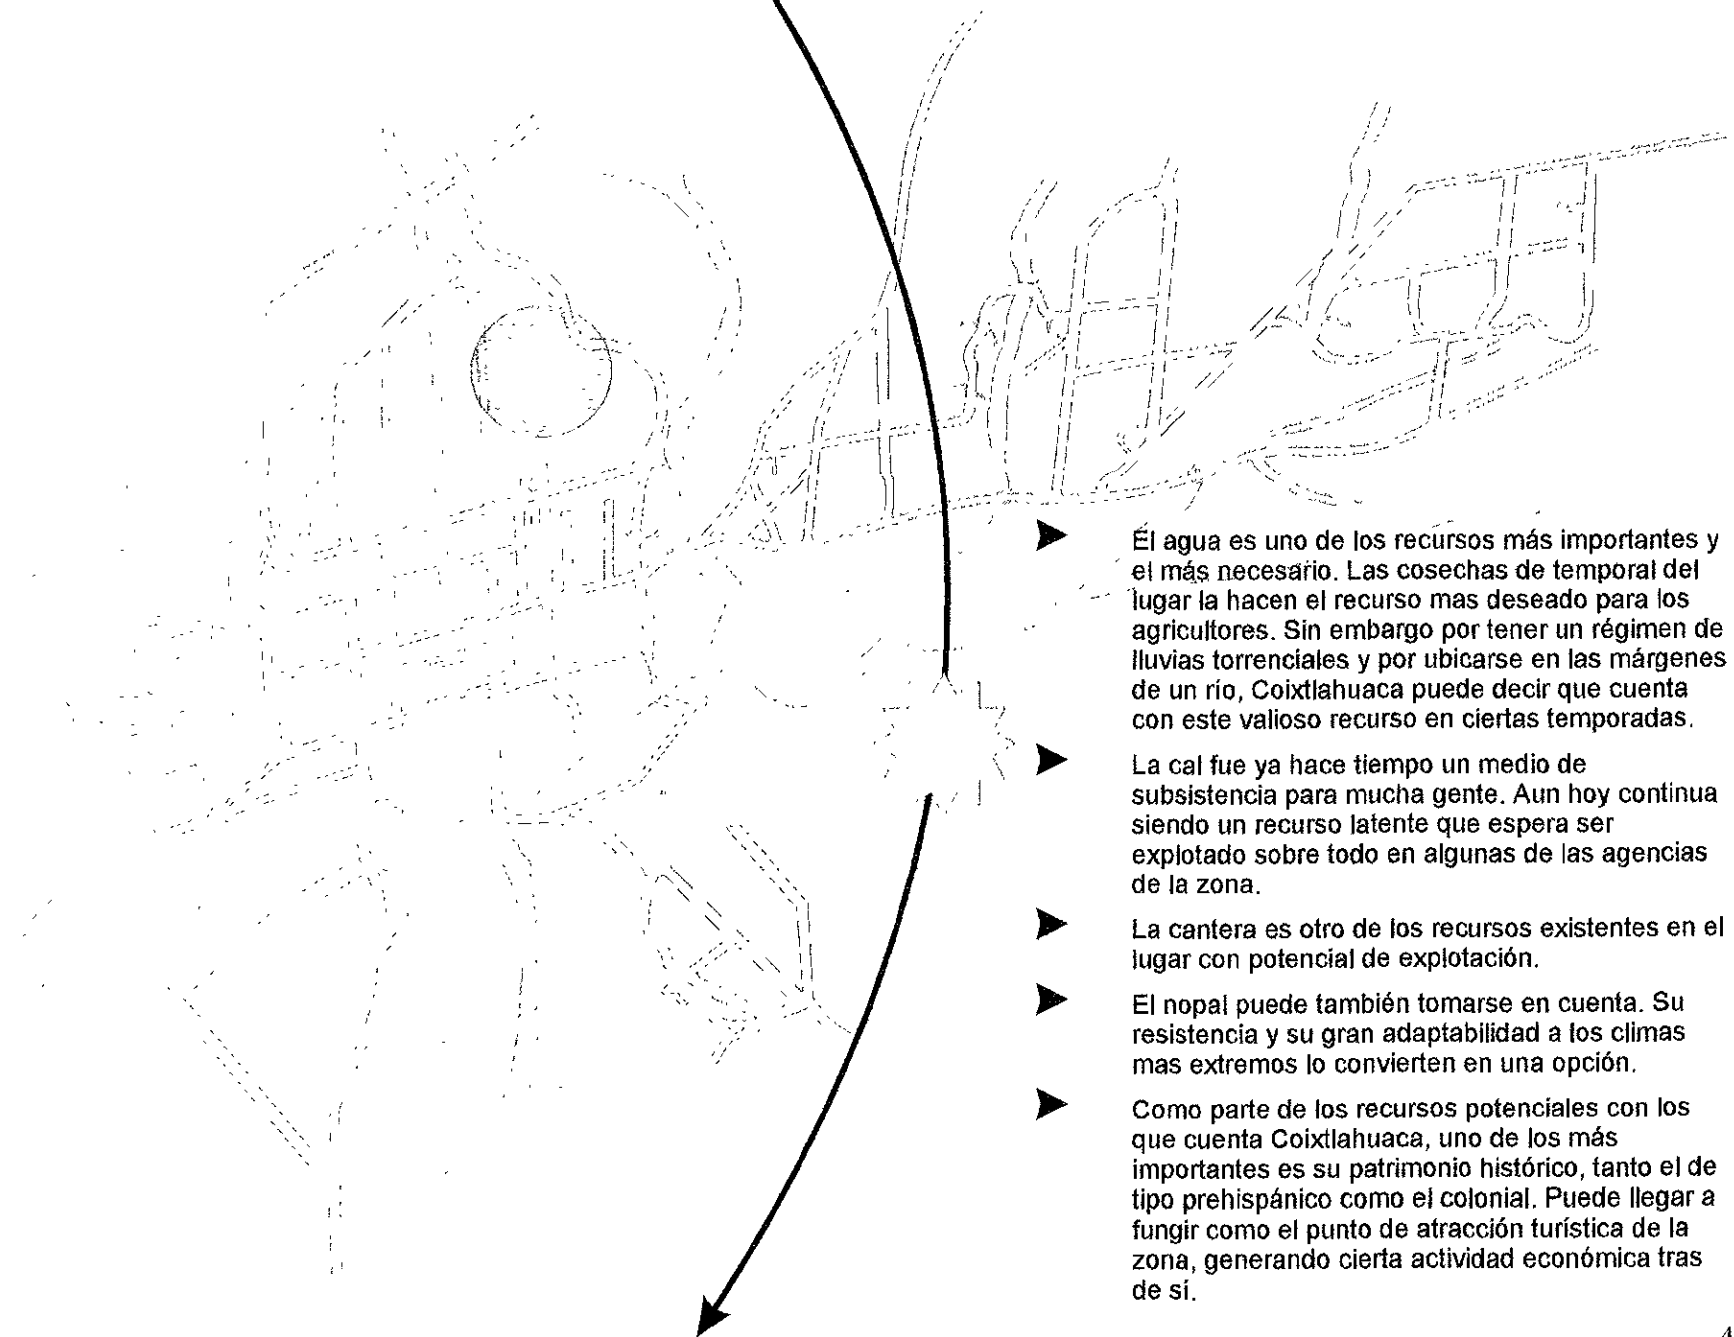 El agua es uno de los recursos más importantes y
el más necesario. Las cosechas de temporal del
lugar la hacen el recurso mas deseado para los
agricultores. Sin embargo por tener un régimen de
lluvias torrenciales y por ubicarse en las márgenes
de un río, Coixtlahuaca puede decir que cuenta
con este valioso recurso en ciertas temporadas.
La cal fue ya hace tiempo un medio de
subsistencia para mucha gente. Aun hoy continua
siendo un recurso latente que espera ser
explotado sobre todo en algunas de las agencias
de la zona.
La cantera es otro de los recursos existentes en el
lugar con potencial de explotación.
El nopal puede también tomarse en cuenta. Su
resistencia y su gran adaptabilidad a los climas
mas extremos lo convierten en una opción.
Como parte de los recursos potenciales con los
que cuenta Coixtlahuaca, uno de los más
importantes es su patrimonio histórico, tanto el de
tipo prehispánico como el colonial. Puede llegar a
fungir como el punto de atracción turística de la
zona, generando cierta actividad económica tras
de sí.